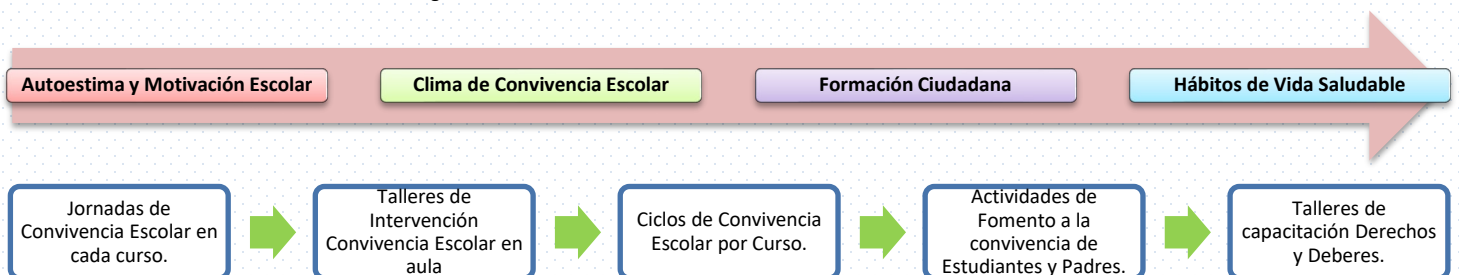 Autoestima y Motivación Escolar
Clima de Convivencia Escolar
Formación Ciudadana
Hábitos de Vida Saludable
Jornadas de
Convivencia Escolar en
cada curso.
Talleres de
Intervención
Convivencia Escolar en
aula
Ciclos de Convivencia
Escolar por Curso.
Actividades de
Fomento a la
convivencia de
Estudiantes y Padres.
Talleres de
capacitación Derechos
y Deberes.